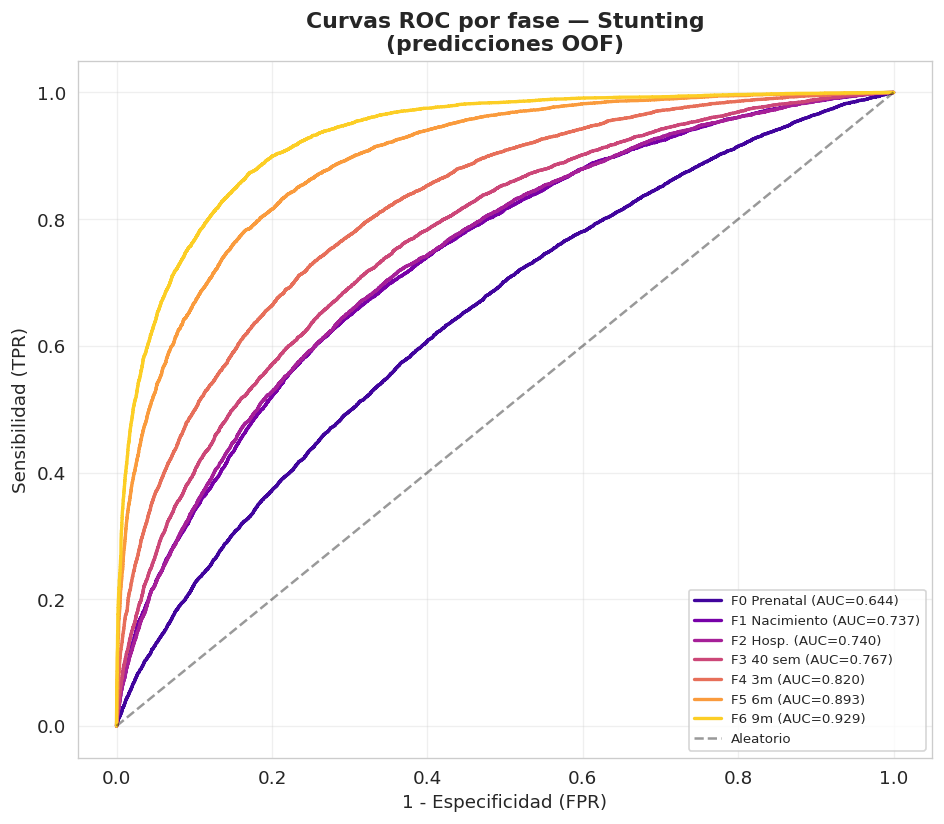 Curvas ROC por fase — Stunting
(predicciones OOF)
Sensibilidad (TPR)
1.0
0.8
0.6
0.4
0.2
0.0
0.0 0.2 0.4 0.6 0.8 1.0
1 - Especificidad (FPR)
F0 Prenatal (AUC=0.644)
F1 Nacimiento (AUC=0.737)
F2 Hosp. (AUC=0.740)
F3 40 sem (AUC=0.767)
F4 3m (AUC=0.820)
F5 6m (AUC=0.893)
F6 9m (AUC=0.929)
Aleatorio